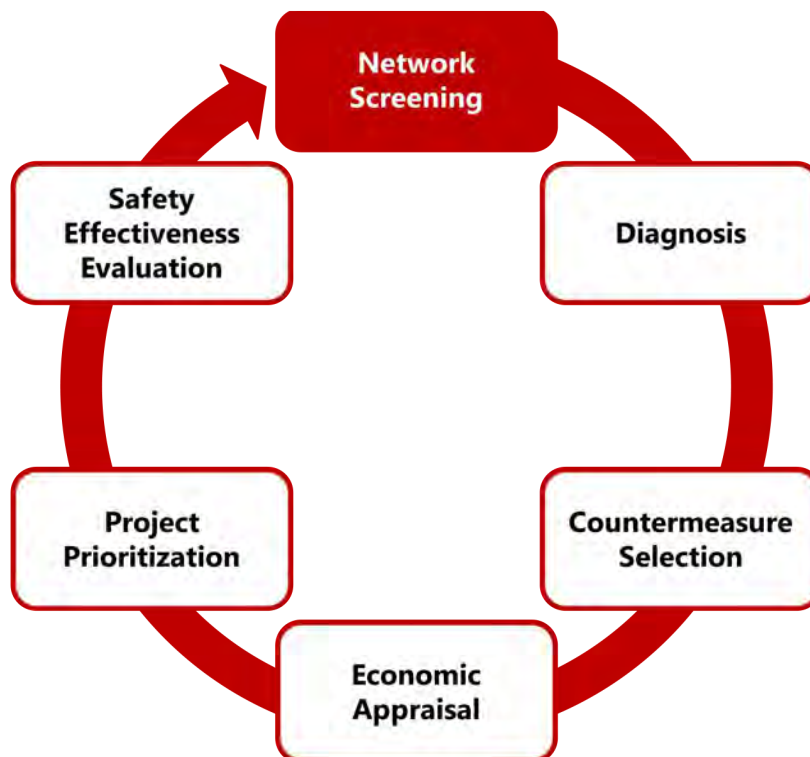 Network
Screening
Diagnosis
Countermeasure
Selection
Economic
Appraisal
Project
Prioritization
Safety
Effectiveness
Evaluation